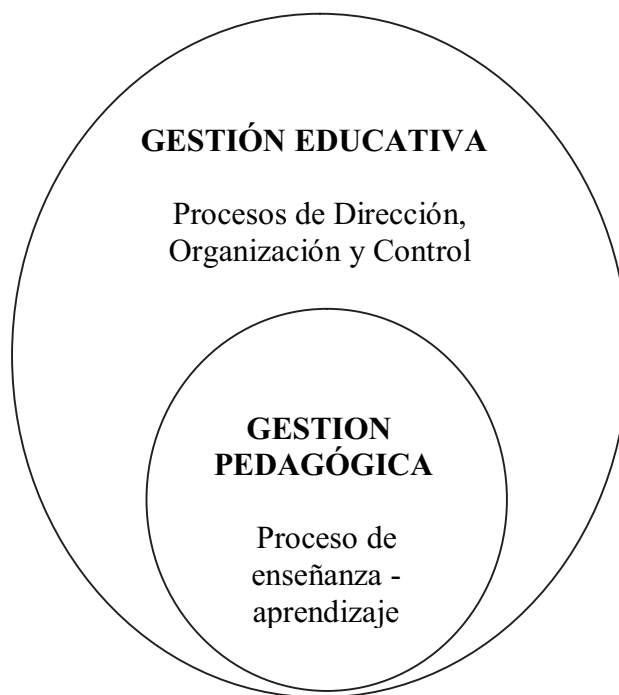 GESTIÓN EDUCATIVA
Procesos de Dirección,
Organización y Control
GESTION
PEDAGÓGICA
Proceso de
enseñanza -
aprendizaje